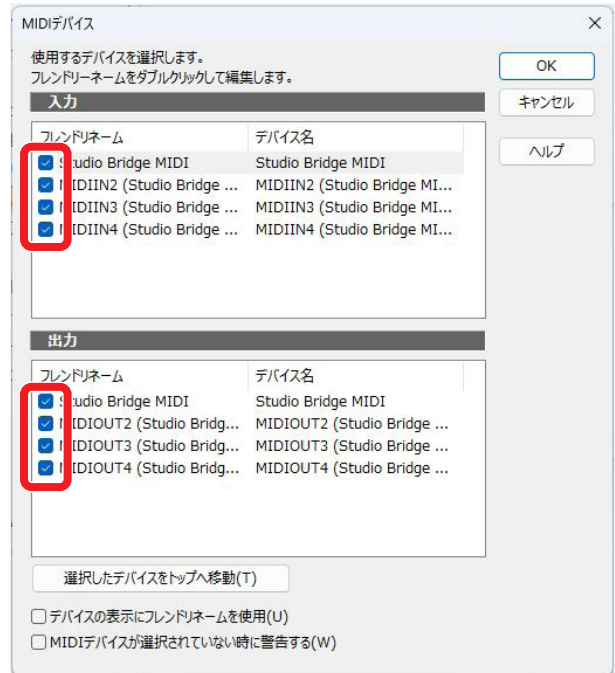 MIDIデバイス
使用するデバイスを選択します。
フレンドリーネームをダブルクリックして編集します。
OK
キャンセル
ヘルプ
入力
フレンドリネーム デバイス名
Studio Bridge MIDI Studio Bridge MIDI
MIDIIN2 (Studio Bridge ... MIDIIN2 (Studio Bridge MI...
MIDIIN3 (Studio Bridge ... MIDIIN3 (Studio Bridge MI...
MIDIIN4 (Studio Bridge ... MIDIIN4 (Studio Bridge MI...
出力
フレンドリネーム デバイス名
Studio Bridge MIDI Studio Bridge MIDI
MIDIOUT2 (Studio Bridg... MIDIOUT2 (Studio Bridge ...
MIDIOUT3 (Studio Bridg... MIDIOUT3 (Studio Bridge ...
MIDIOUT4 (Studio Bridg... MIDIOUT4 (Studio Bridge ...
選択したデバイスをトップへ移動(T)
デバイスの表示にフレンドリネームを使用(U)
MIDIデバイスが選択されていない時に警告する(W)